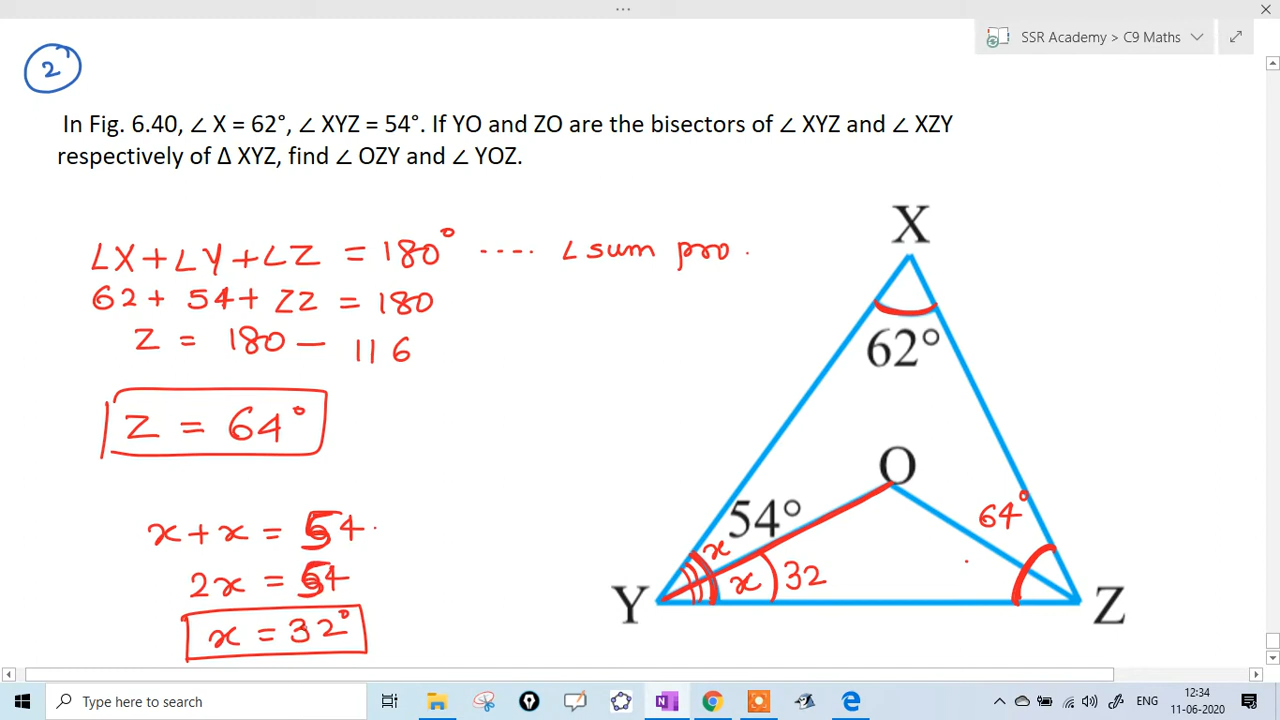 ...
SSR Academy > C9 Maths
2
In Fig. 6.40, ∠ X = 62°, ∠ XYZ = 54°. If YO and ZO are the bisectors of ∠ XYZ and ∠ XZY
respectively of Δ XYZ, find ∠ OZY and ∠ YOZ.
∠X + ∠Y + ∠Z = 180° .... ∠ sum pro.
62 + 54 + ∠Z = 180
Z = 180 - 116
Z = 64°
x + x = 54
2x = 54
x = 32°
X
62°
O
54°
64°
x
x
32
Y
Z
Type here to search
ENG
12:34
11-06-2020